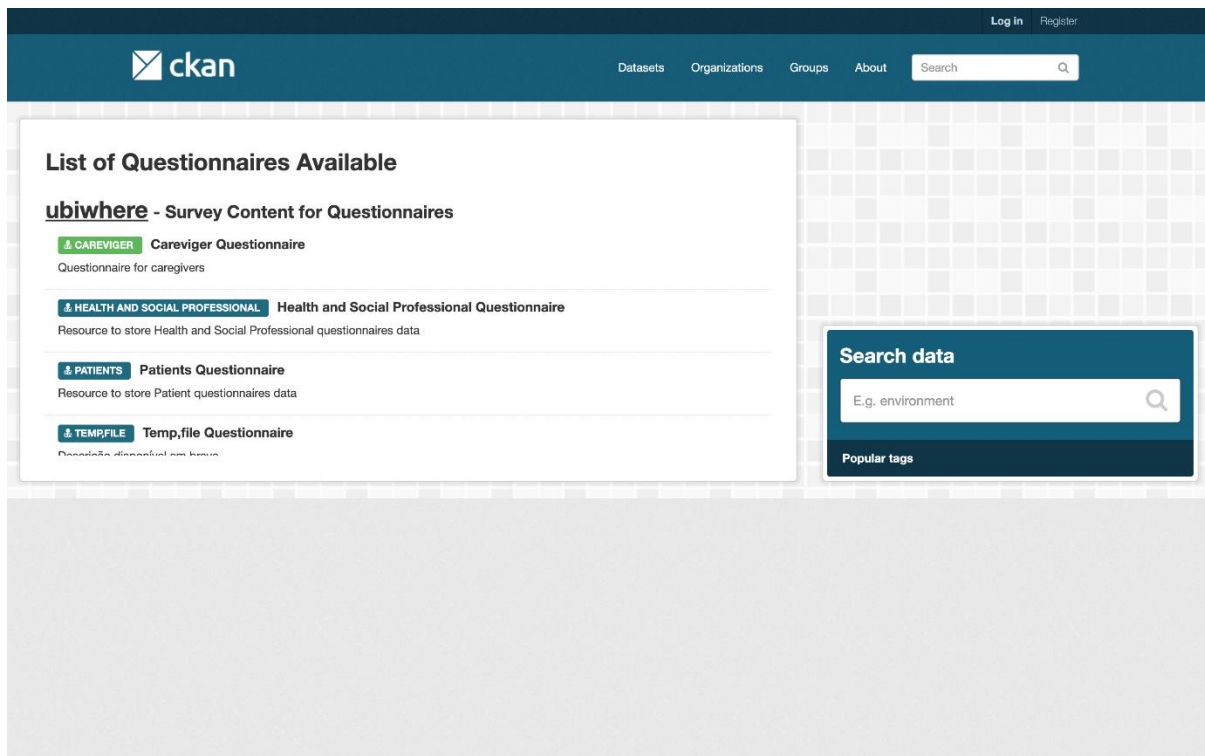 Log in Register
ckan
Datasets Organizations Groups About Search
List of Questionnaires Available
ubiwhere - Survey Content for Questionnaires
CAREVIGER Careviger Questionnaire
Questionnaire for caregivers
HEALTH AND SOCIAL PROFESSIONAL Health and Social Professional Questionnaire
Resource to store Health and Social Professional questionnaires data
PATIENTS Patients Questionnaire
Resource to store Patient questionnaires data
TEMP,FILE Temp,file Questionnaire
Search data
E.g. environment
Popular tags